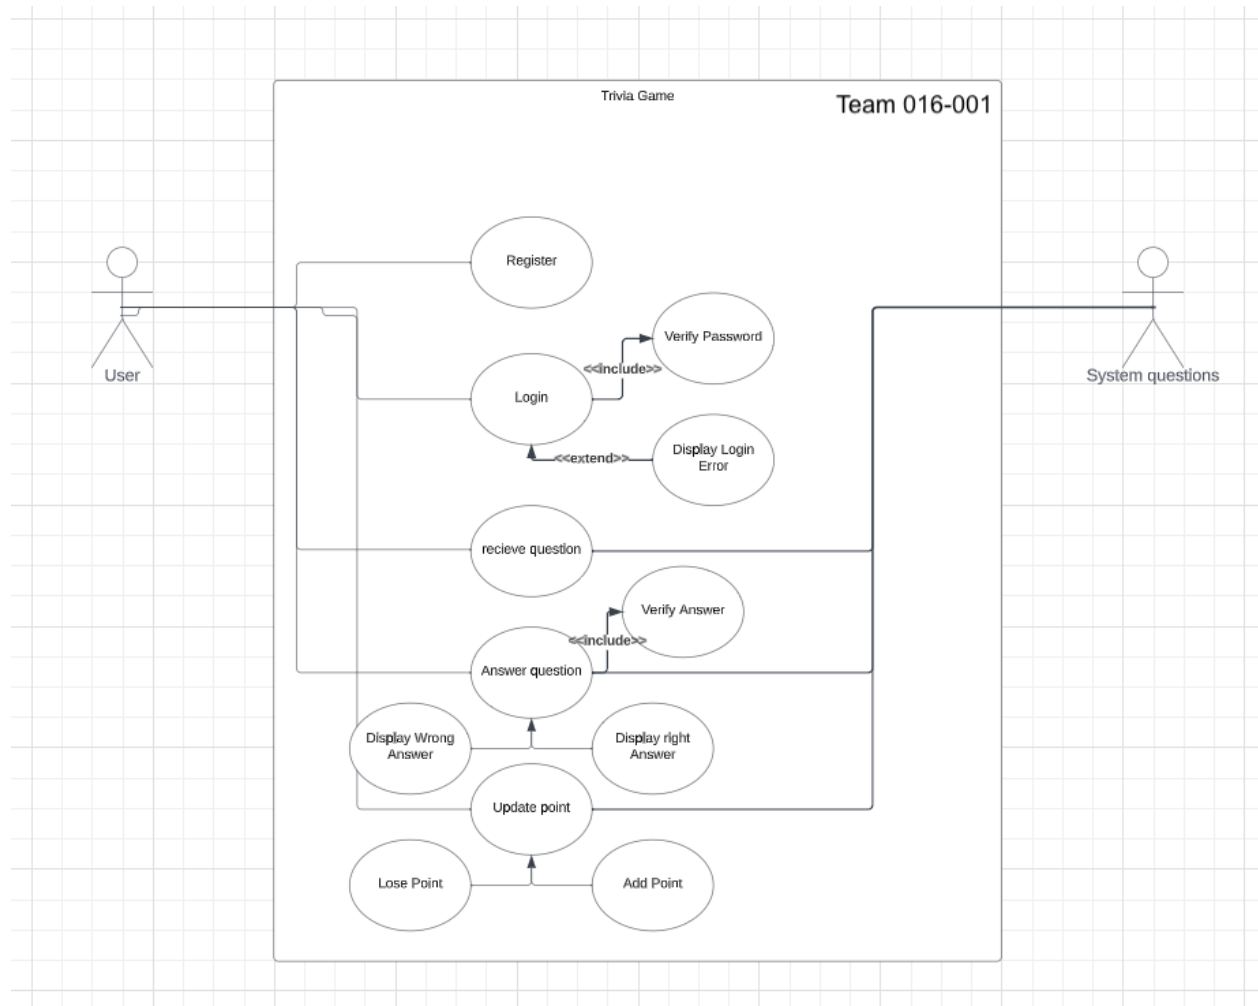 Trivia Game
Team 016-001
Register
Verify Password
<<include>>
User
System questions
Login
Display Login
Error
<<extend>>
recieve question
Verify Answer
<<include>>
Answer question
Display Wrong
Answer
Display right
Answer
Update point
Lose Point
Add Point